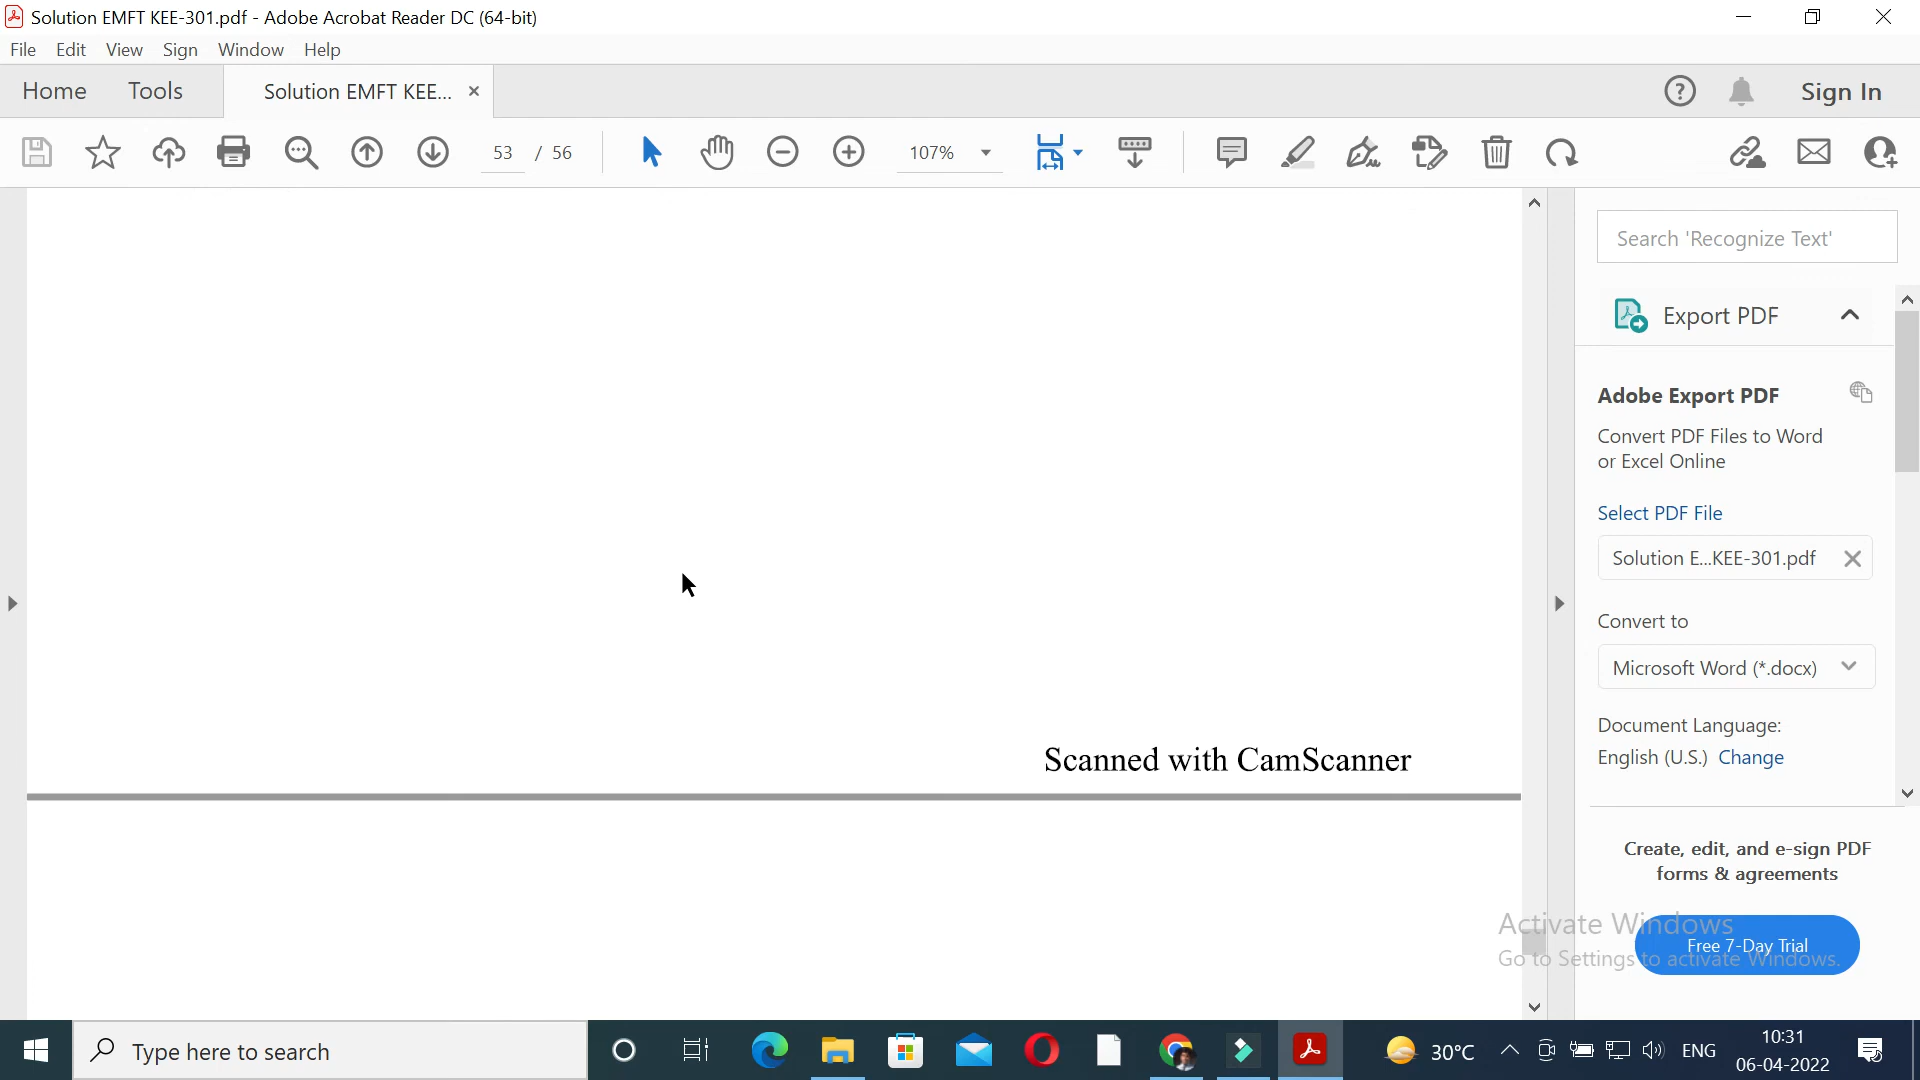 Solution EMFT KEE-301.pdf - Adobe Acrobat Reader DC (64-bit)
File Edit View Sign Window Help
Home Tools Solution EMFT KEE... × Sign In
53 / 56 107%
Search 'Recognize Text'
Export PDF
Adobe Export PDF
Convert PDF Files to Word
or Excel Online
Select PDF File
Solution E...KEE-301.pdf
Convert to
Microsoft Word (*.docx)
Document Language:
English (U.S.) Change
Scanned with CamScanner
Create, edit, and e-sign PDF
forms & agreements
Activate Windows
Free 7-Day Trial
Go to Settings to activate Windows.
Type here to search
30°C
ENG
10:31
06-04-2022